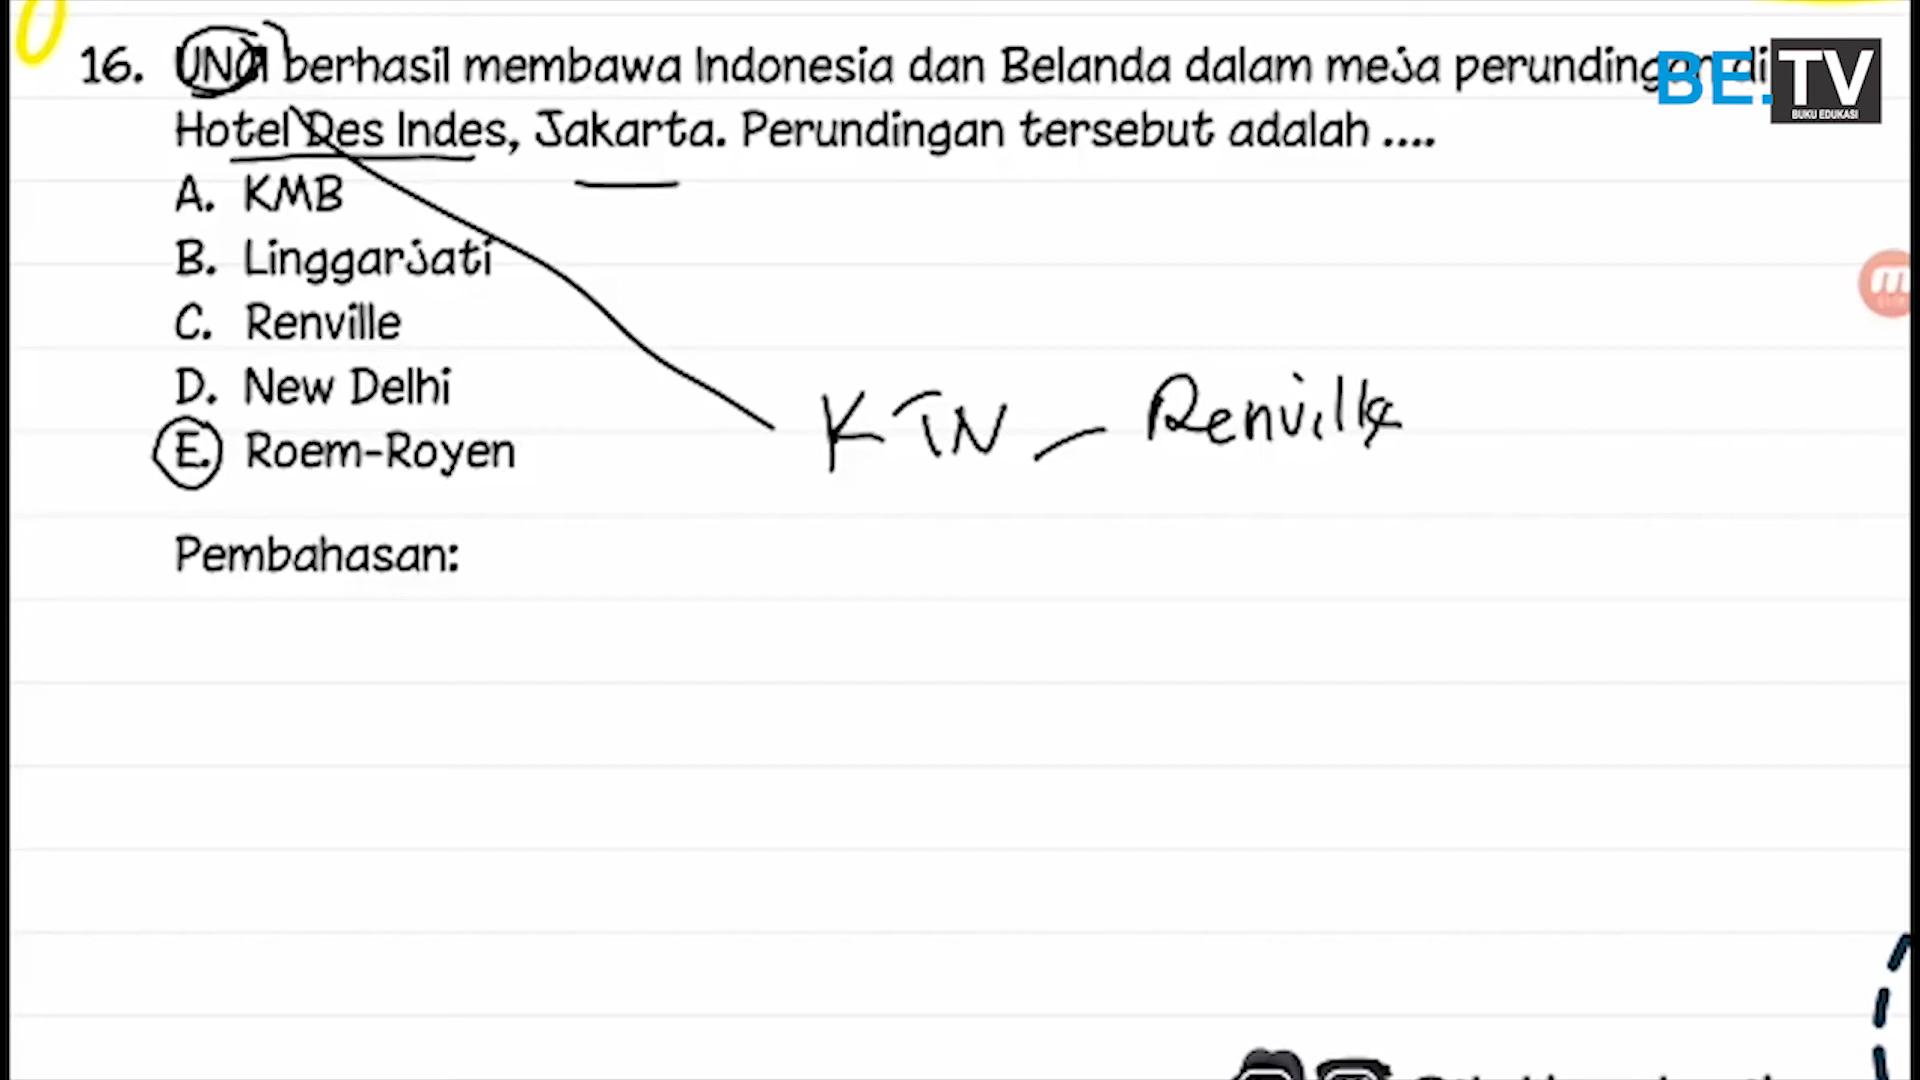 16. UNCI berhasil membawa Indonesia dan Belanda dalam meja perundingan di
Hotel Des Indes, Jakarta. Perundingan tersebut adalah ....
A. KMB
B. Linggarjati
C. Renville
D. New Delhi
E. Roem-Royen
KTN – Renville
Pembahasan:
BE.TV
BUKU EDUKASI